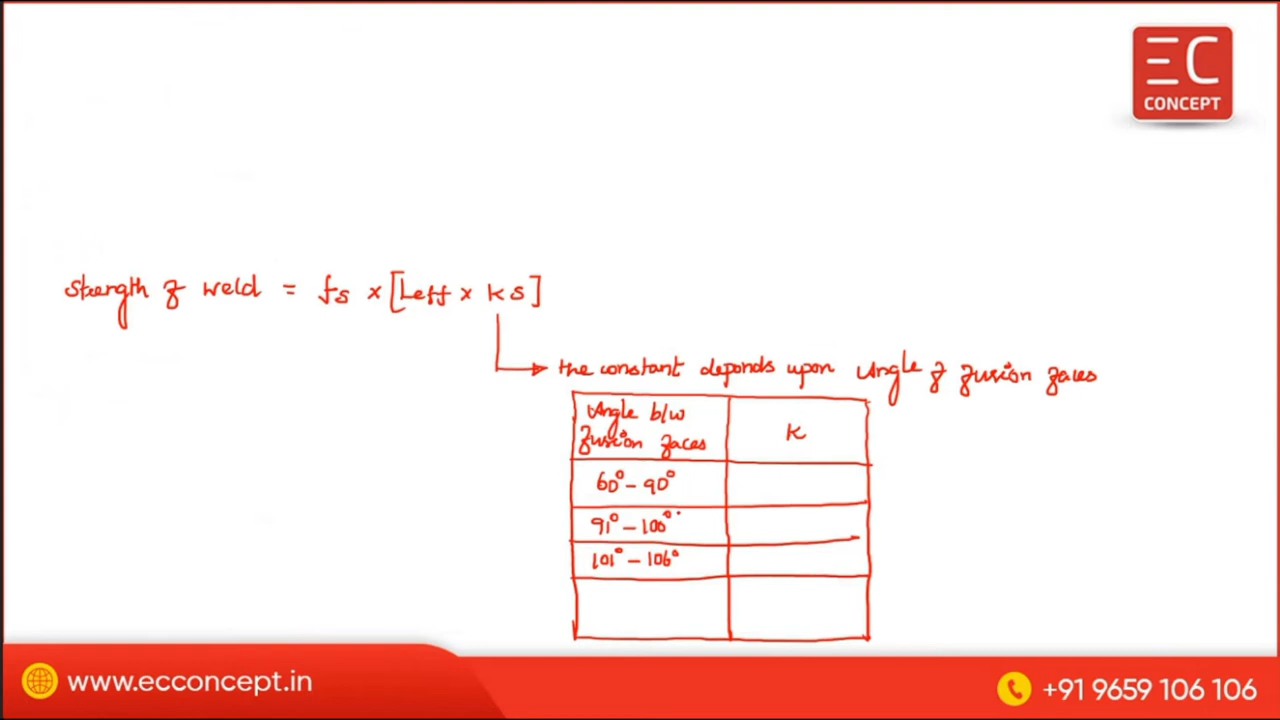 EC
CONCEPT
Strength of weld = fs × [Leff × KS]
the constant depends upon Angle of fusion faces
Angle b/w
fusion faces
K
60° - 90°
91° - 100°
101° - 106°
www.ecconcept.in
+91 9659 106 106